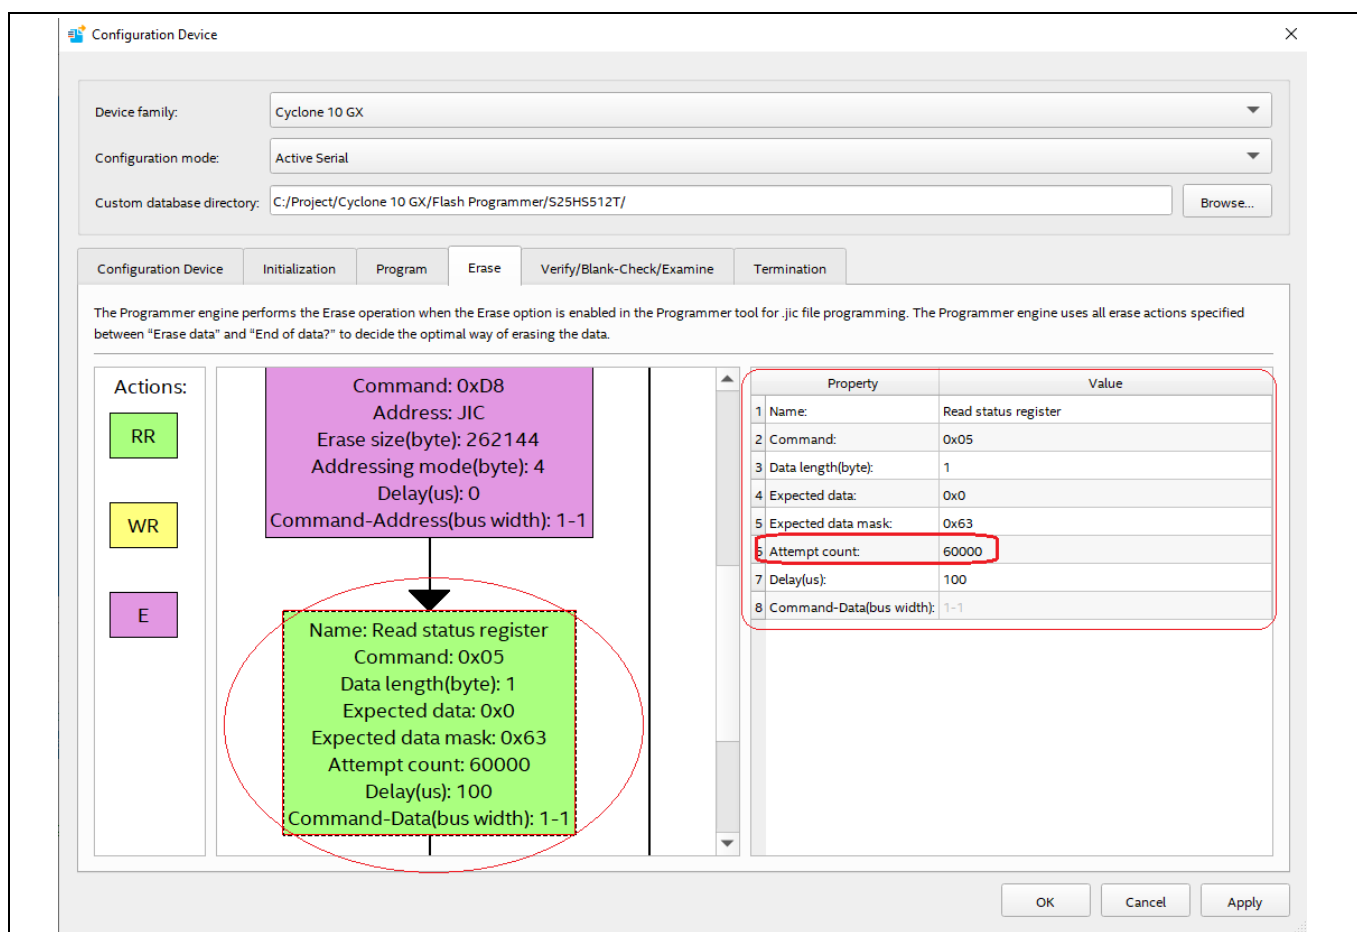 Configuration Device
Device family:
Cyclone 10 GX
Configuration mode:
Active Serial
Custom database directory:
C:/Project/Cyclone 10 GX/Flash Programmer/S25HS512T/
Browse...
Configuration Device
Initialization
Program
Erase
Verify/Blank-Check/Examine
Termination
The Programmer engine performs the Erase operation when the Erase option is enabled in the Programmer tool for .jic file programming. The Programmer engine uses all erase actions specified
between “Erase data" and “End of data?” to decide the optimal way of erasing the data.
Actions:
RR
WR
E
Command: 0xD8
Address: JIC
Erase size(byte): 262144
Addressing mode(byte): 4
Delay(us): 0
Command-Address(bus width): 1-1
Name: Read status register
Command: 0x05
Data length(byte): 1
Expected data: 0x0
Expected data mask: 0x63
Attempt count: 60000
Delay(us): 100
Command-Data(bus width): 1-1
Property Value
1 Name: Read status register
2 Command: 0x05
3 Data length(byte): 1
4 Expected data: 0x0
5 Expected data mask: 0x63
6 Attempt count: 60000
7 Delay(us): 100
8 Command-Data(bus width): 1-1
OK
Cancel
Apply